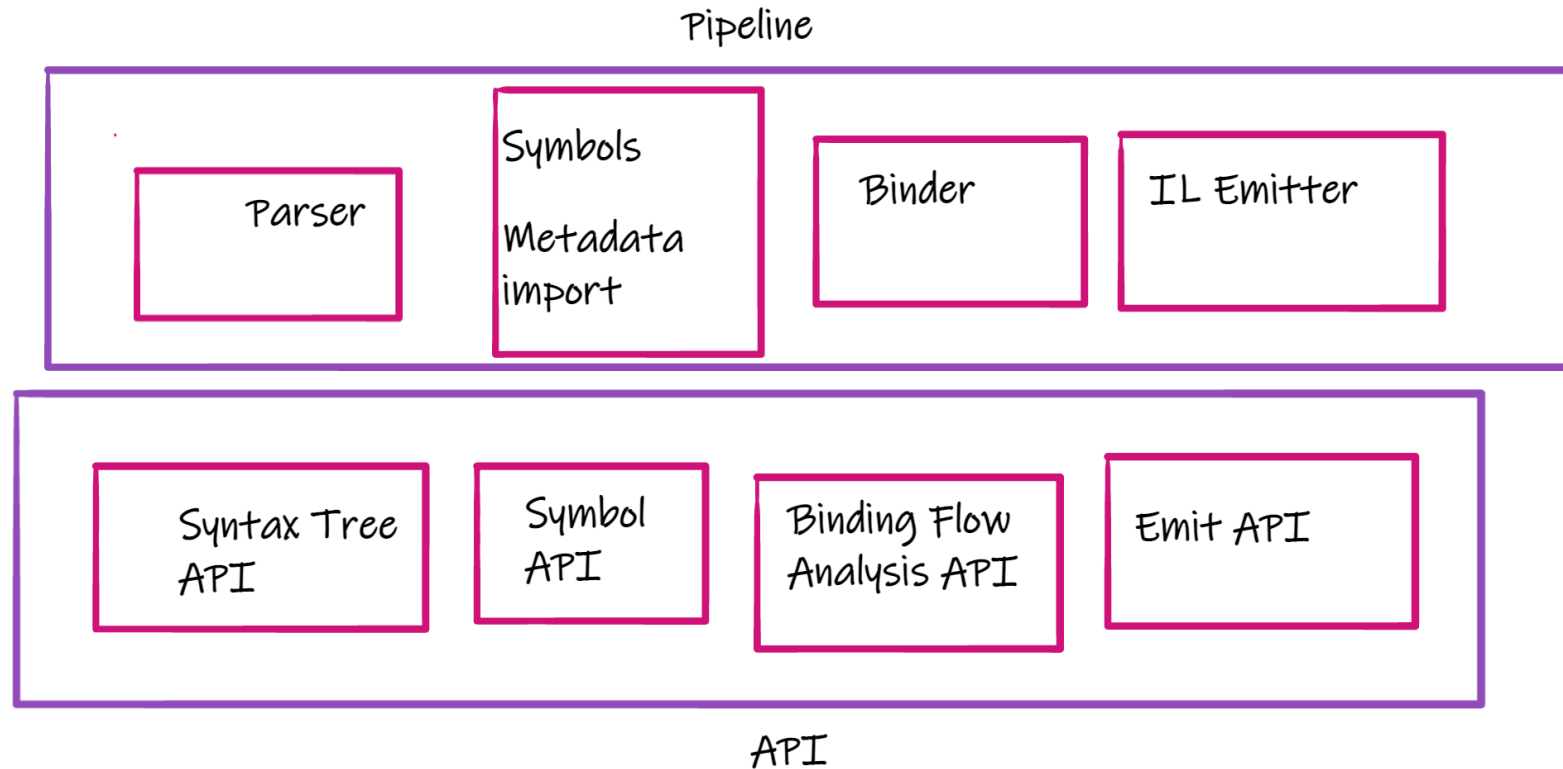 Pipeline
Parser
Symbols
Metadata
import
Binder
IL Emitter
Syntax Tree
API
Symbol
API
Binding Flow
Analysis API
Emit API
API